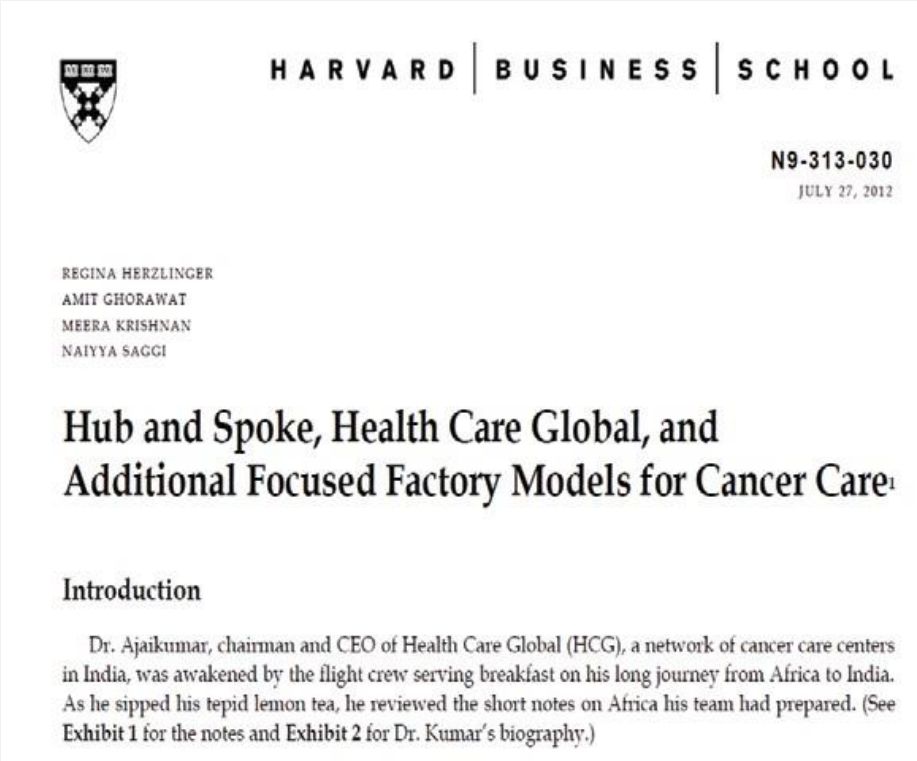 HARVARD | BUSINESS | SCHOOL
N9-313-030
JULY 27, 2012
REGINA HERZLINGER
AMIT GHORAWAT
MEERA KRISHNAN
NAIYYA SAGGI
Hub and Spoke, Health Care Global, and
Additional Focused Factory Models for Cancer Care1
Introduction
Dr. Ajaikumar, chairman and CEO of Health Care Global (HCG), a network of cancer care centers
in India, was awakened by the flight crew serving breakfast on his long journey from Africa to India.
As he sipped his tepid lemon tea, he reviewed the short notes on Africa his team had prepared. (See
Exhibit 1 for the notes and Exhibit 2 for Dr. Kumar's biography.)